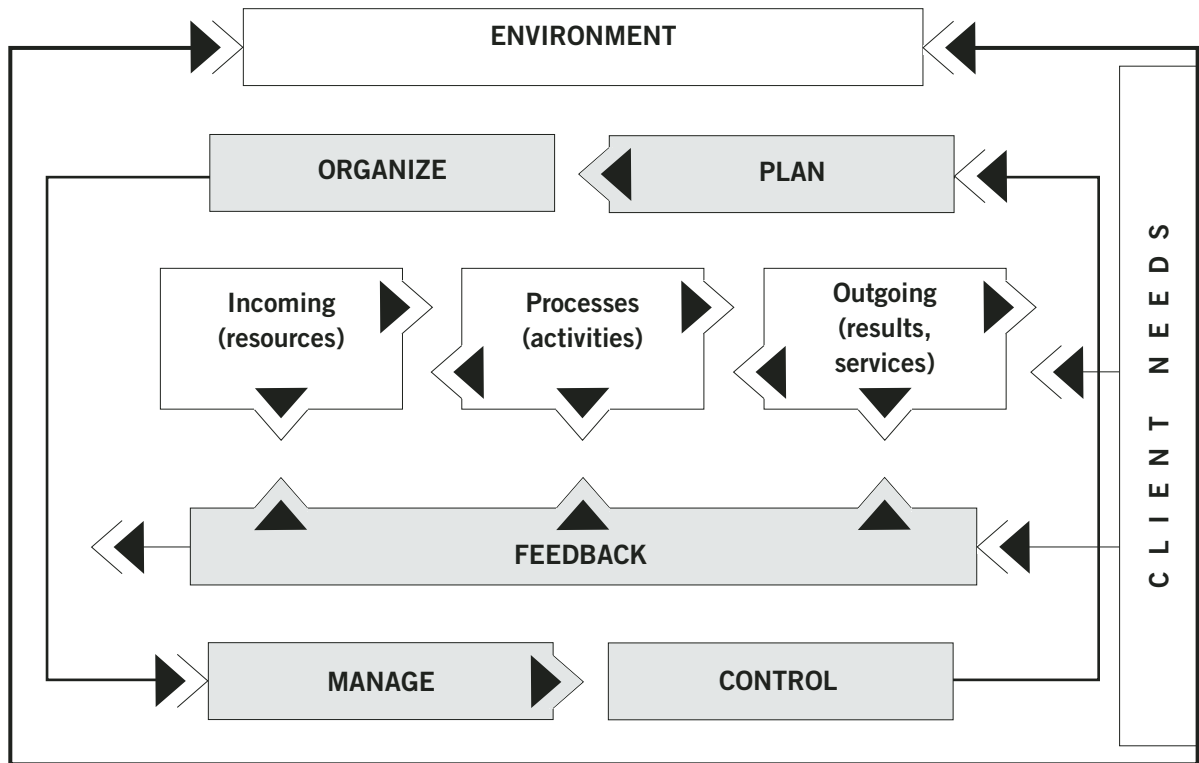 ENVIRONMENT
ORGANIZE
PLAN
Incoming
(resources)
Processes
(activities)
Outgoing
(results,
services)
CLIENT NEEDS
FEEDBACK
MANAGE
CONTROL